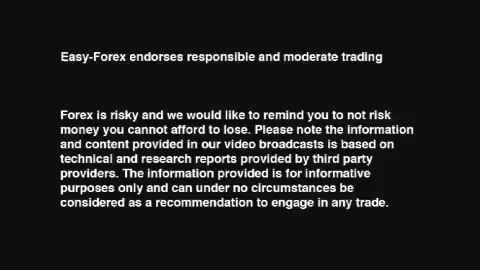 Easy-Forex endorses responsible and moderate trading
Forex is risky and we would like to remind you to not risk
money you cannot afford to lose. Please note the information
and content provided in our video broadcasts is based on
technical and research reports provided by third party
providers. The information provided is for informative
purposes only and can under no circumstances be
considered as a recommendation to engage in any trade.